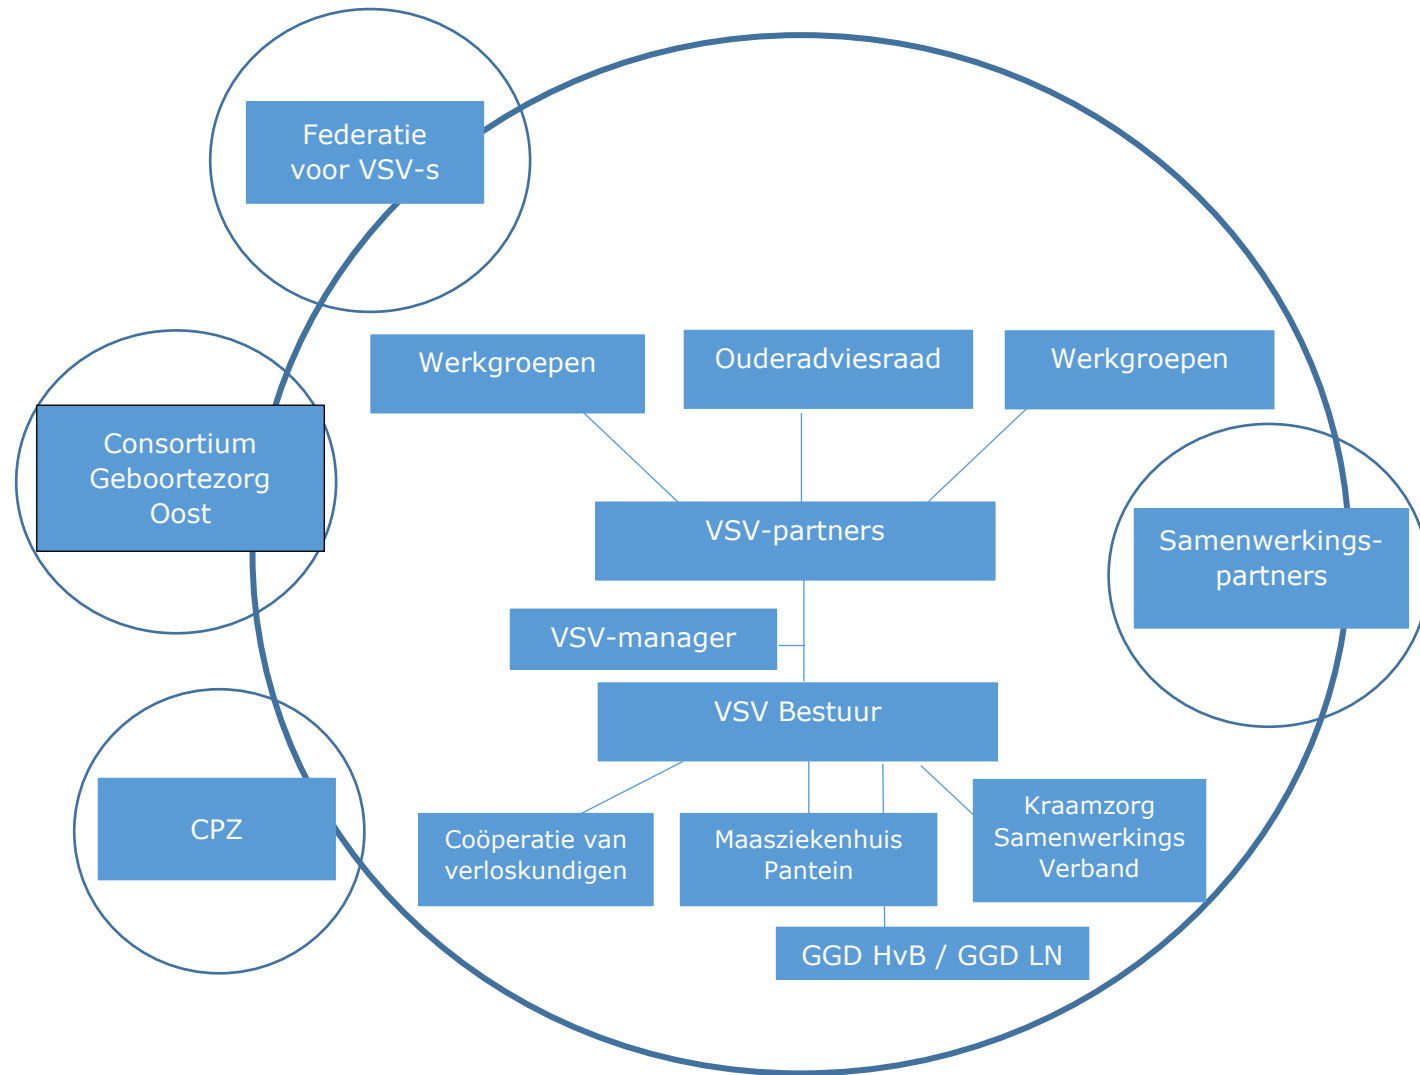 Federatie
voor VSV-s
Werkgroepen
Ouderadviesraad
Werkgroepen
Consortium
Geboortezorg
Oost
VSV-partners
Samenwerkings-
partners
VSV-manager
VSV Bestuur
CPZ
Coöperatie van
verloskundigen
Maasziekenhuis
Pantein
Kraamzorg
Samenwerkings
Verband
GGD HvB / GGD LN